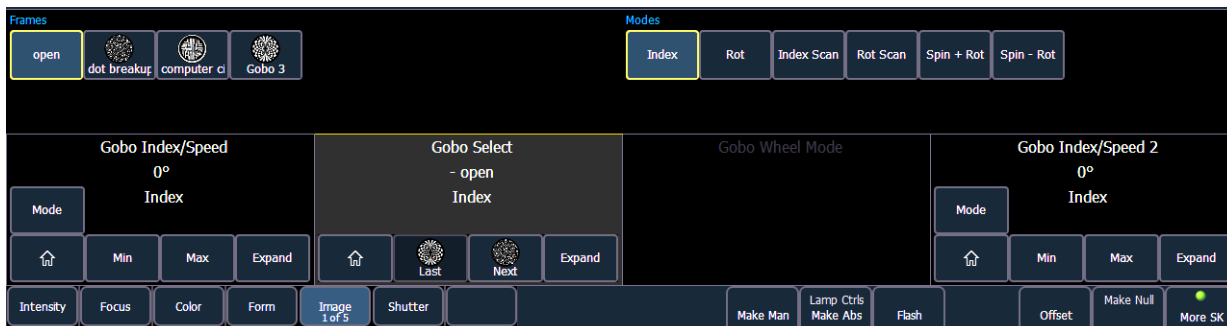 Frames
Modes
open
dot breakup
computer ci
Gobo 3
Index
Rot
Index Scan
Rot Scan
Spin + Rot
Spin - Rot
Gobo Index/Speed
0°
Index
Mode
Min
Max
Expand
Gobo Select
- open
Index
Last
Next
Expand
Gobo Wheel Mode
Gobo Index/Speed 2
0°
Index
Mode
Min
Max
Expand
Intensity
Focus
Color
Form
Image
1 of 5
Shutter
Make Man
Lamp Ctrls
Make Abs
Flash
Offset
Make Null
More SK